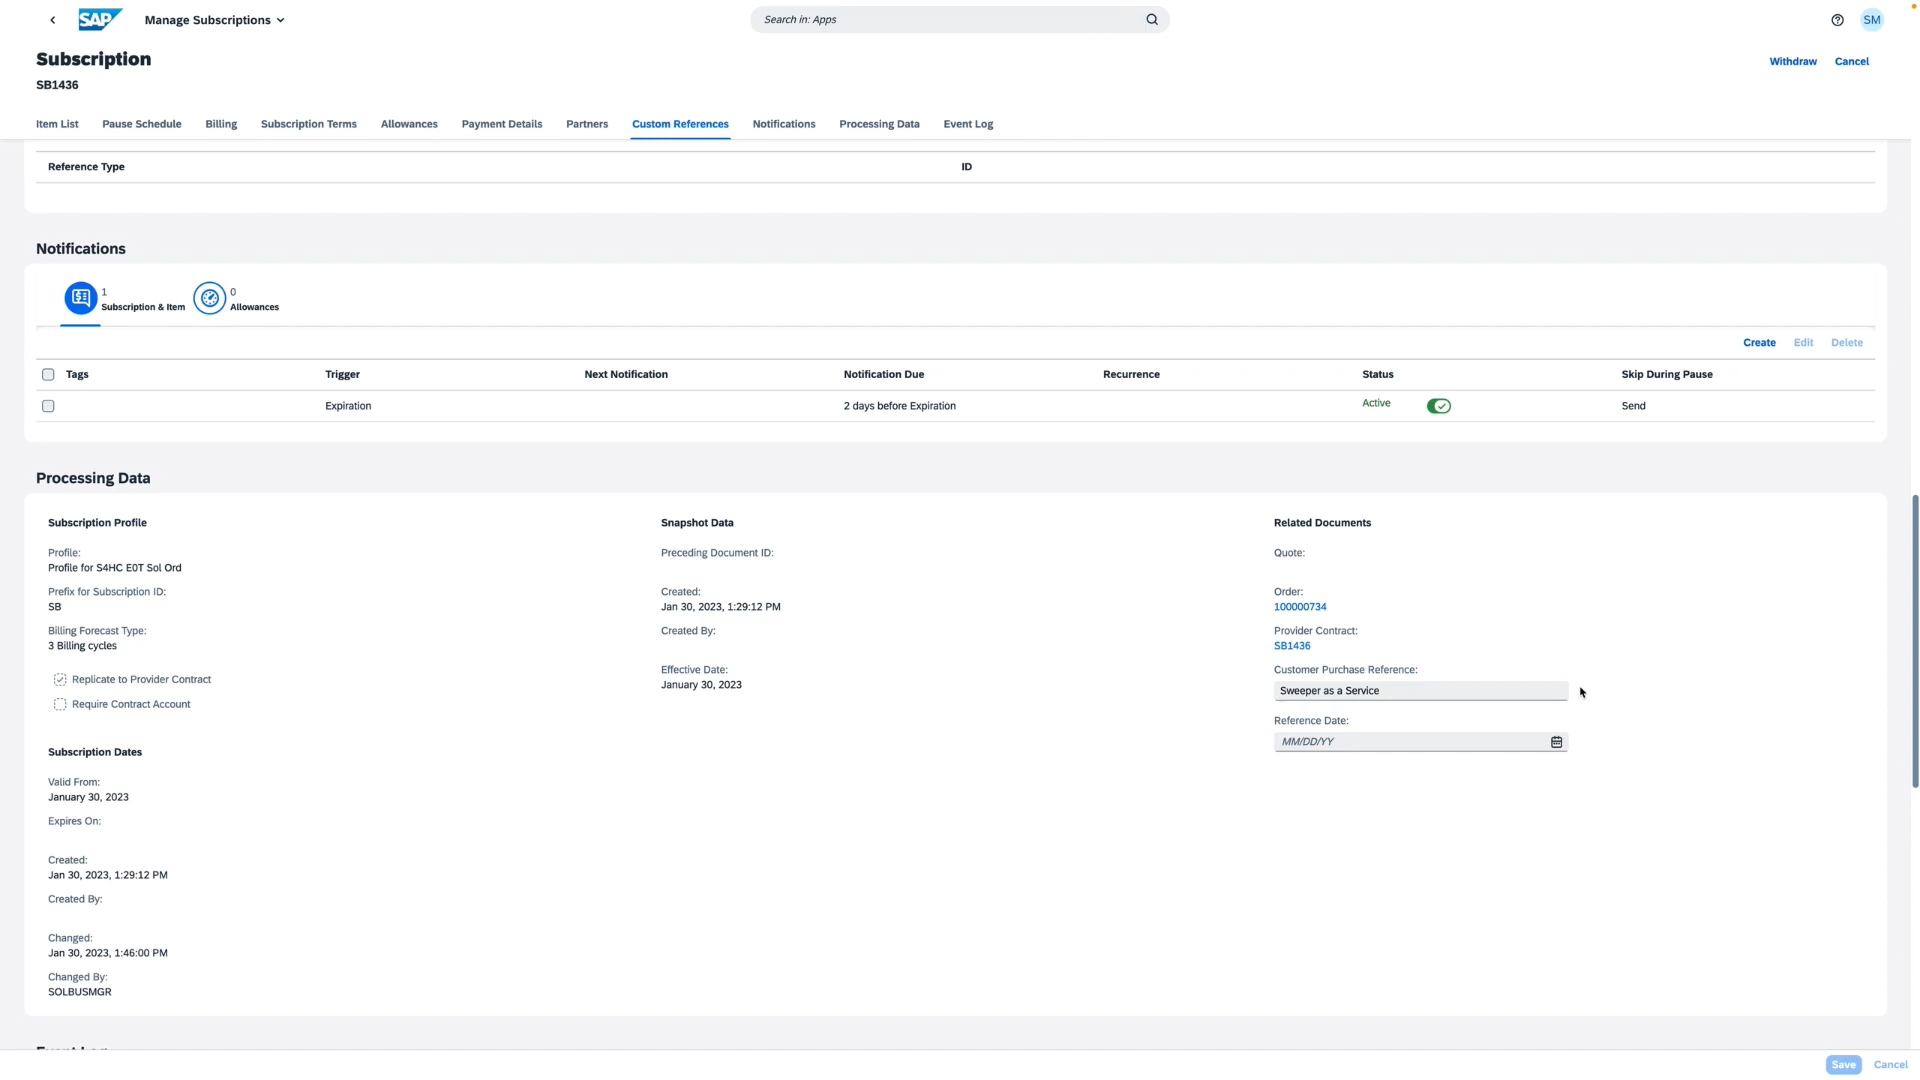 SAP Manage Subscriptions
Search in: Apps
SM
Subscription
Withdraw Cancel
SB1436
Item List Pause Schedule Billing Subscription Terms Allowances Payment Details Partners Custom References Notifications Processing Data Event Log
Reference Type ID
Notifications
1
Subscription & Item
0
Allowances
Create Edit Delete
Tags Trigger Next Notification Notification Due Recurrence Status Skip During Pause
Expiration 2 days before Expiration Active Send
Processing Data
Subscription Profile
Profile:
Profile for S4HC E0T Sol Ord
Prefix for Subscription ID:
SB
Billing Forecast Type:
3 Billing cycles
Replicate to Provider Contract
Require Contract Account
Subscription Dates
Valid From:
January 30, 2023
Expires On:
Created:
Jan 30, 2023, 1:29:12 PM
Created By:
Changed:
Jan 30, 2023, 1:46:00 PM
Changed By:
SOLBUSMGR
Snapshot Data
Preceding Document ID:
Created:
Jan 30, 2023, 1:29:12 PM
Created By:
Effective Date:
January 30, 2023
Related Documents
Quote:
Order:
100000734
Provider Contract:
SB1436
Customer Purchase Reference:
Sweeper as a Service
Reference Date:
MM/DD/YY
Save Cancel